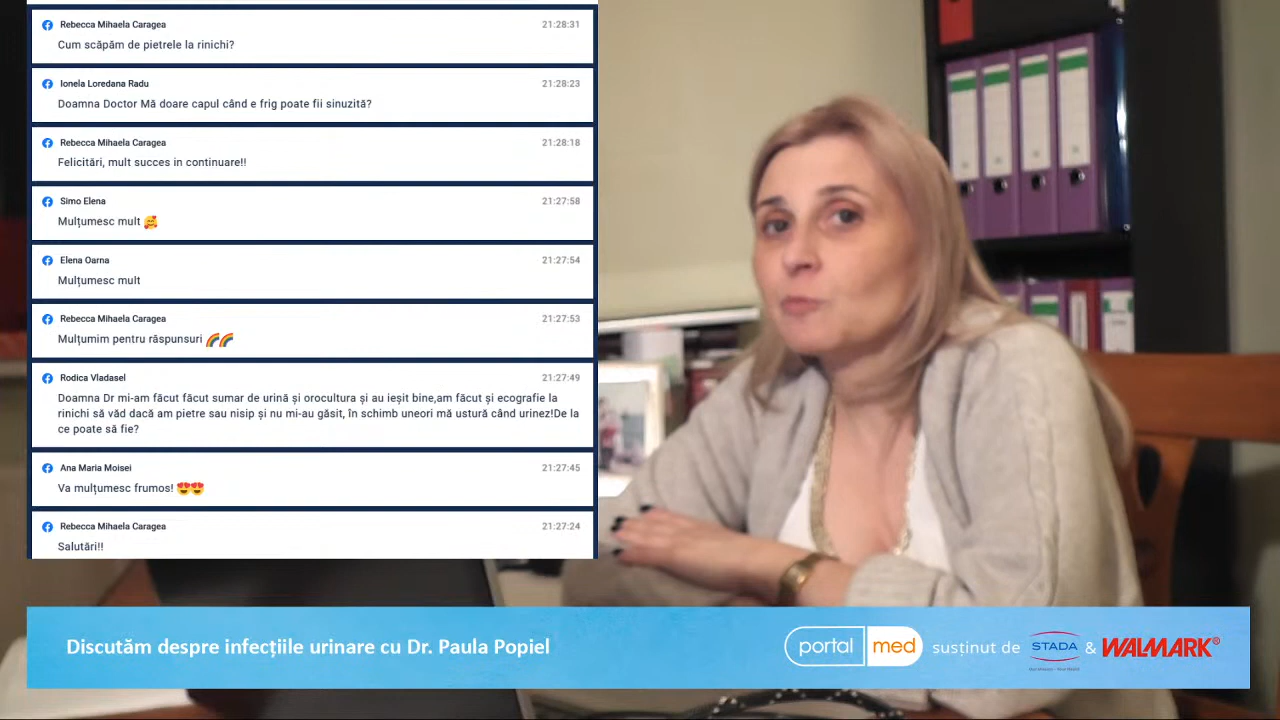 Rebecca Mihaela Caragea 21:28:31
Cum scăpăm de pietrele la rinichi?
Ionela Loredana Radu 21:28:23
Doamna Doctor Mă doare capul când e frig poate fii sinuzită?
Rebecca Mihaela Caragea 21:28:18
Felicitări, mult succes in continuare!!
Simo Elena 21:27:58
Mulțumesc mult 🥰
Elena Oarna 21:27:54
Mulțumesc mult
Rebecca Mihaela Caragea 21:27:53
Mulțumim pentru răspunsuri 🌈🌈
Rodica Vladasel 21:27:49
Doamna Dr mi-am făcut făcut sumar de urină și orocultura și au ieșit bine,am făcut și ecografie la
rinichi să văd dacă am pietre sau nisip și nu mi-au găsit, în schimb uneori mă ustură când urinez!De la
ce poate să fie?
Ana Maria Moisei 21:27:45
Va mulțumesc frumos! 😍😍
Rebecca Mihaela Caragea 21:27:24
Salutări!!
Discutăm despre infecțiile urinare cu Dr. Paula Popiel
portal med susținut de STADA & WALMARK®